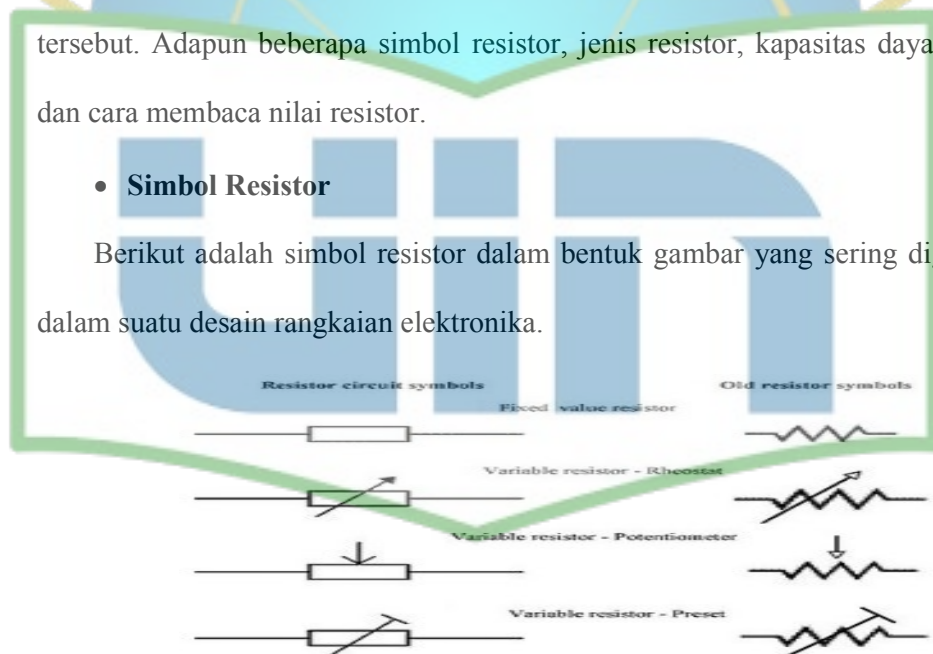 tersebut. Adapun beberapa simbol resistor, jenis resistor, kapasitas daya
dan cara membaca nilai resistor.
• Simbol Resistor
Berikut adalah simbol resistor dalam bentuk gambar yang sering
dalam suatu desain rangkaian elektronika.
Resistor circuit symbols Old resistor symbols
Fixed value resistor
Variable resistor - Rheostat
Variable resistor - Potentiometer
Variable resistor - Preset
uin